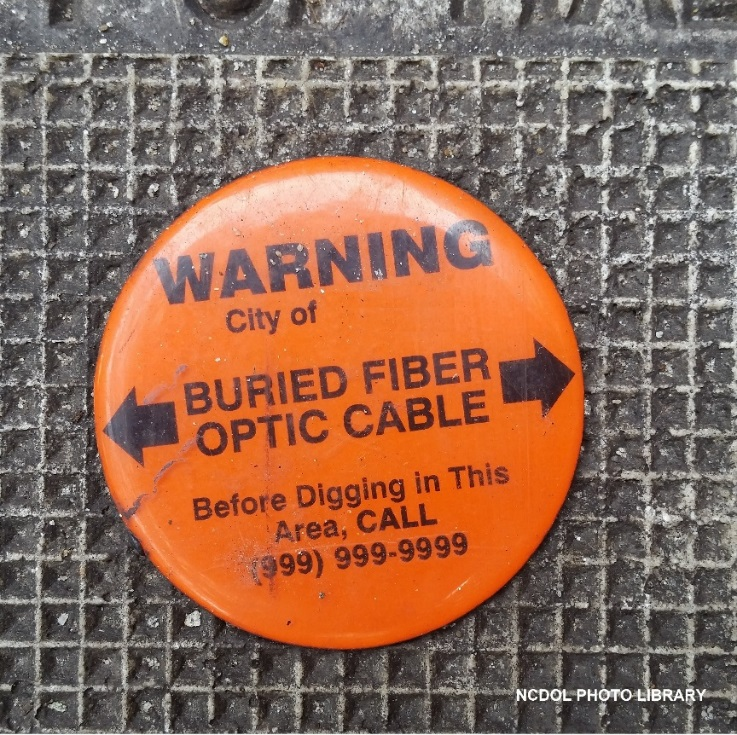 WARNING
City of
BURIED FIBER
OPTIC CABLE
Before Digging in This
Area, CALL
(999) 999-9999
NCDOL PHOTO LIBRARY